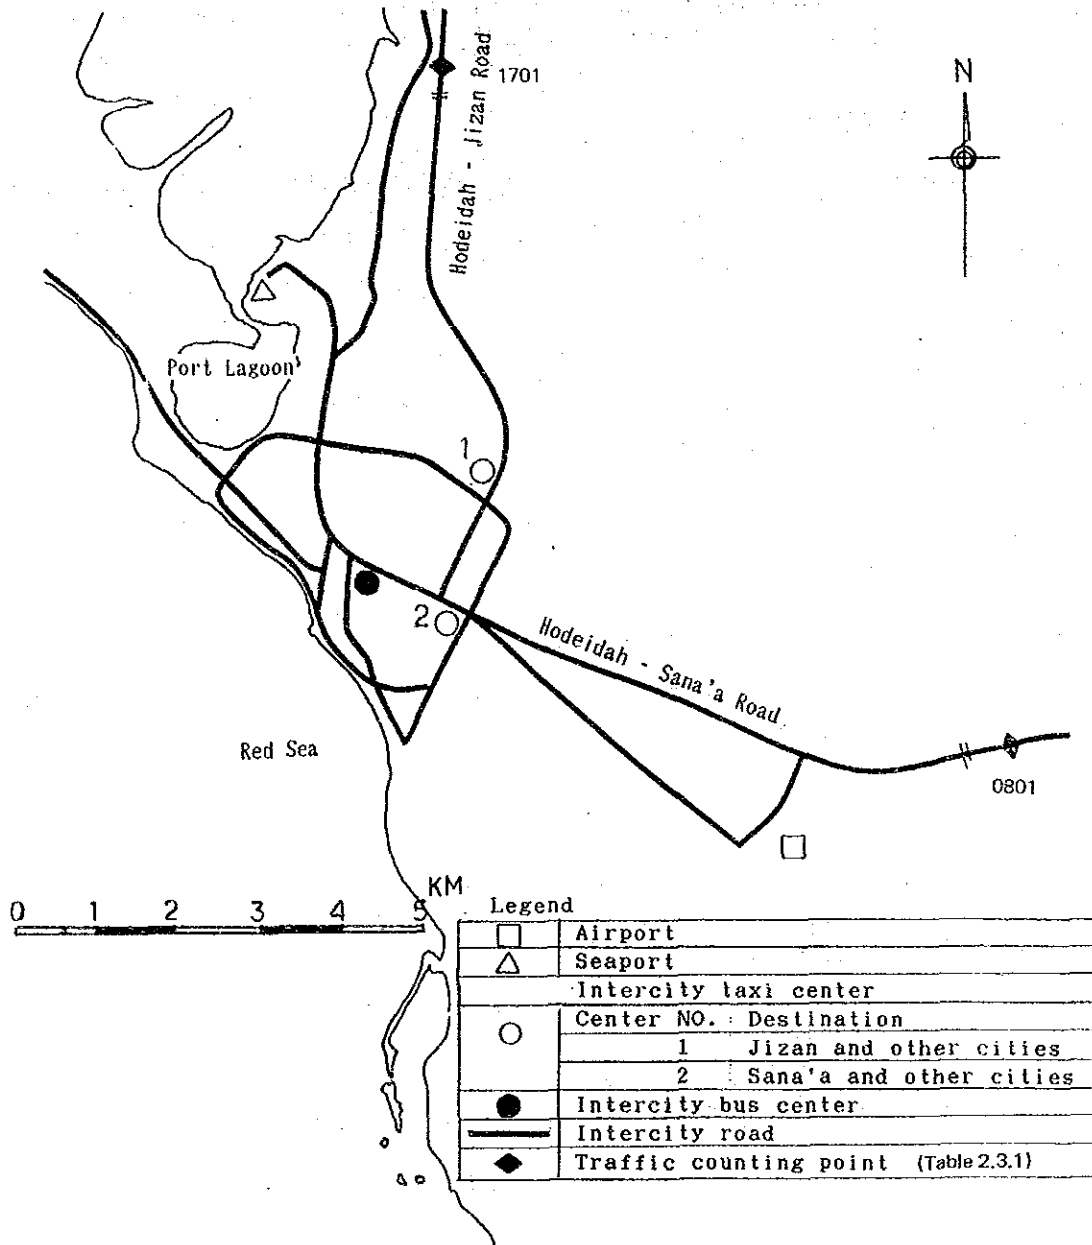 1701
Hodeidah - Jizan Road
N
Port Lagoon
1
2
Hodeidah - Sana'a Road
Red Sea
0801
KM
0 1 2 3 4 5
Legend
Airport
Seaport
Intercity taxi center
Center NO. : Destination
1 Jizan and other cities
2 Sana'a and other cities
Intercity bus center
Intercity road
Traffic counting point (Table 2.3.1)